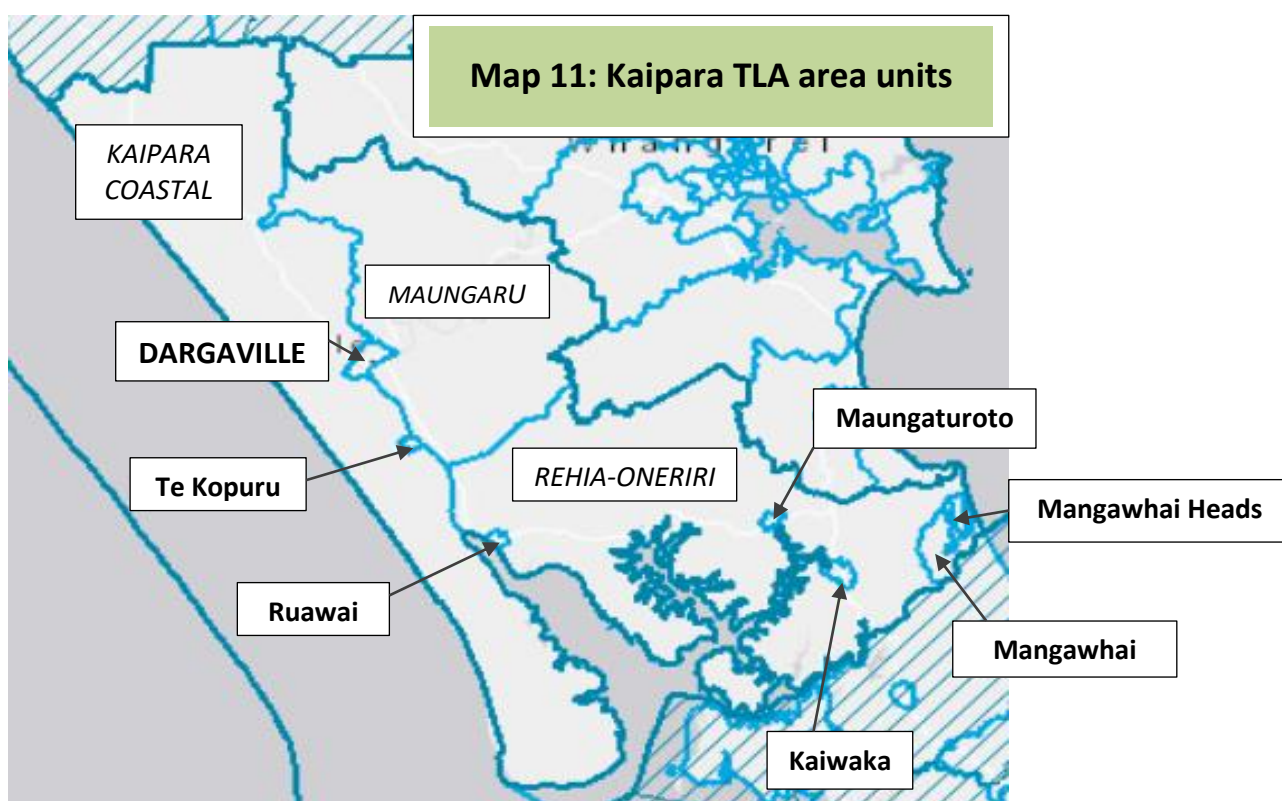 Map 11: Kaipara TLA area units
KAIPARA
COASTAL
MAUNGARU
DARGAVILLE
Maungaturoto
Te Kopuru
REHIA-ONERIRI
Mangawhai Heads
Ruawai
Mangawhai
Kaiwaka